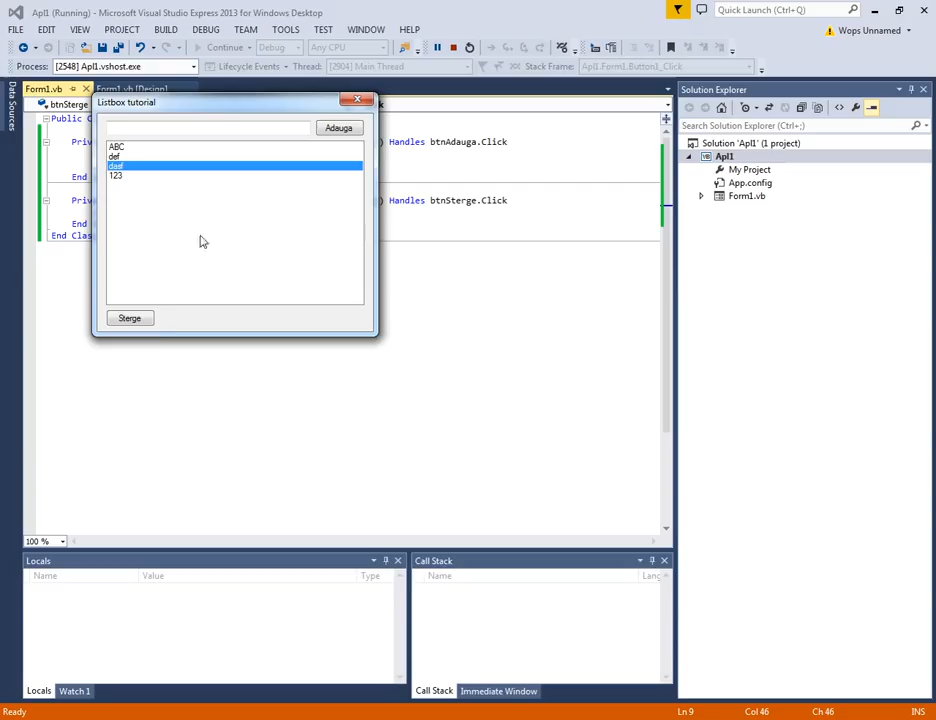 Apl1 (Running) - Microsoft Visual Studio Express 2013 for Windows Desktop
Quick Launch (Ctrl+Q)
FILE EDIT VIEW PROJECT BUILD DEBUG TEAM TOOLS TEST WINDOW HELP
Wops Unnamed
Continue Debug Any CPU
Process: [2548] Apl1.vshost.exe Lifecycle Events Thread: [2904] Main Thread Stack Frame: Apl1.Form1.Button1_Click
Data Sources
Form1.vb Form1.vb [Design]
btnSterge
Listbox tutorial
Public C
Adauga
Priv ) Handles btnAdauga.Click
ABC
def
dasf
123
End
Priv ) Handles btnSterge.Click
End
End Clas
Sterge
100 %
Solution Explorer
Search Solution Explorer (Ctrl+;)
Solution 'Apl1' (1 project)
Apl1
My Project
App.config
Form1.vb
Locals
Name Value Type
Locals Watch 1
Call Stack
Name Lang
Call Stack Immediate Window
Ready Ln 9 Col 46 Ch 46 INS